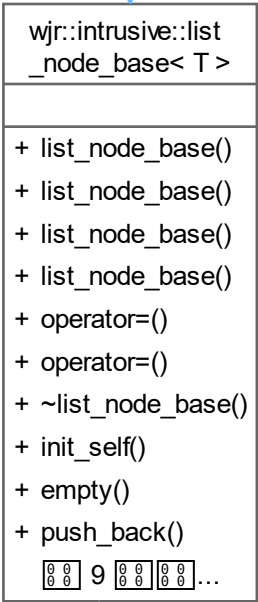 wjr::intrusive::list
_node_base< T >
+ list_node_base()
+ list_node_base()
+ list_node_base()
+ list_node_base()
+ operator=()
+ operator=()
+ ~list_node_base()
+ init_self()
+ empty()
+ push_back()
9 ...